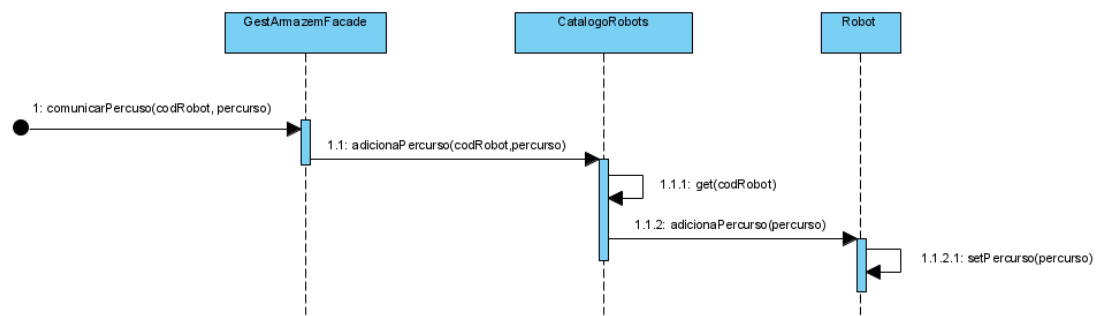 GestArmazemFacade
CatalogoRobots
Robot
1: comunicarPercuso(codRobot, percurso)
1.1: adicionaPercurso(codRobot,percurso)
1.1.1: get(codRobot)
1.1.2: adicionaPercurso(percurso)
1.1.2.1: setPercurso(percurso)